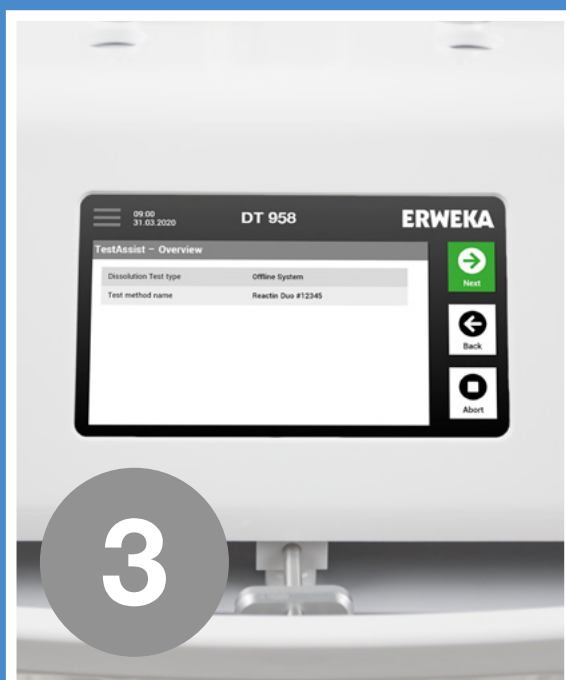 09:00
31.03.2020
DT 958
ERWEKA
TestAssist – Overview
Dissolution Test type Offline System
Test method name Reactin Duo #12345
Next
Back
Abort
3